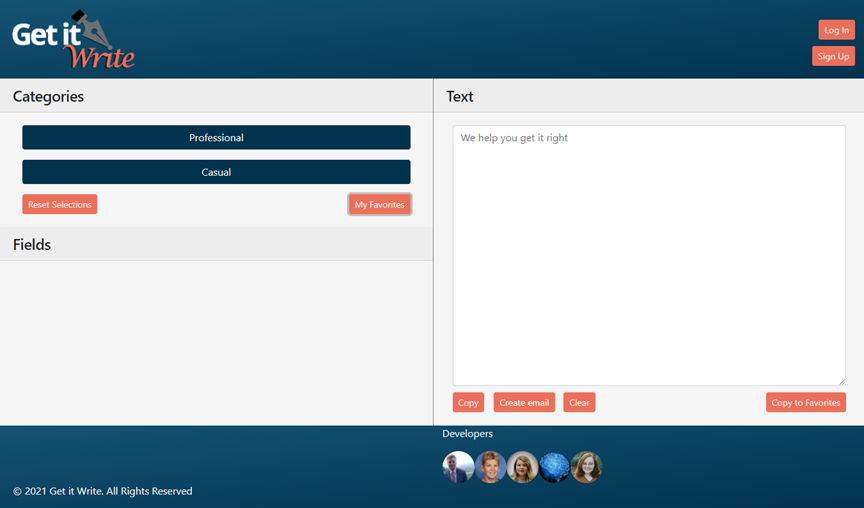 Get it
Write
Log In
Sign Up
Categories
Professional
Casual
Reset Selections
My Favorites
Fields
Text
We help you get it right
Copy
Create email
Clear
Copy to Favorites
Developers
© 2021 Get it Write. All Rights Reserved